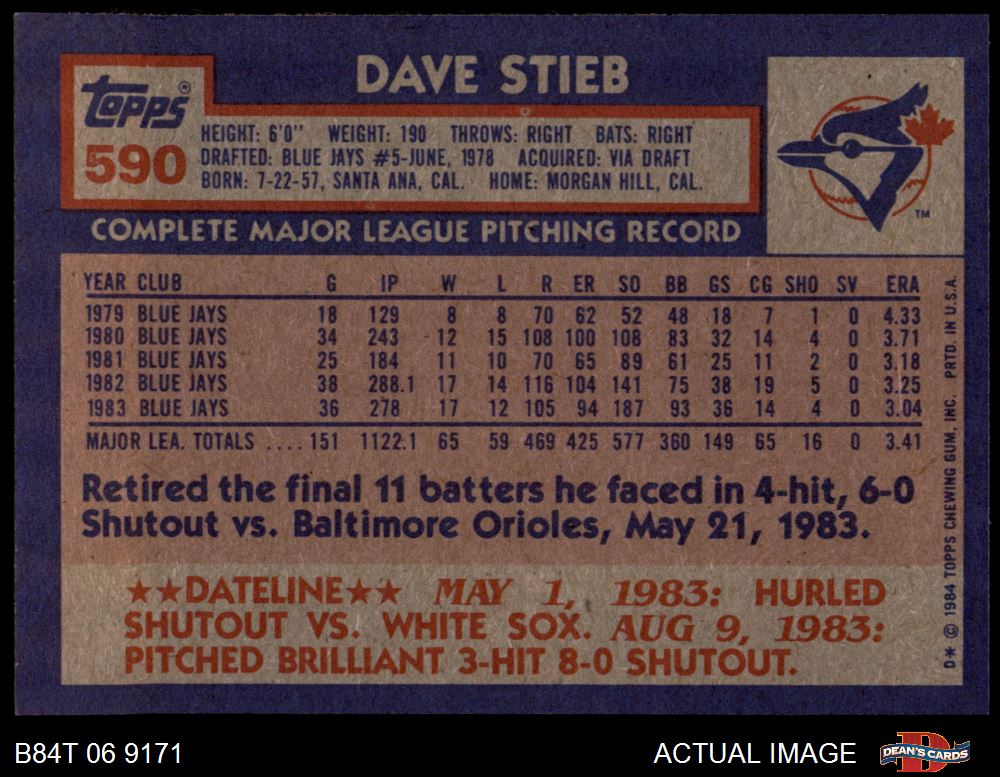 DAVE STIEB
Topps®
590
HEIGHT: 6'0" WEIGHT: 190 THROWS: RIGHT BATS: RIGHT
DRAFTED: BLUE JAYS #5-JUNE, 1978 ACQUIRED: VIA DRAFT
BORN: 7-22-57, SANTA ANA, CAL. HOME: MORGAN HILL, CAL.
TM
COMPLETE MAJOR LEAGUE PITCHING RECORD
YEAR CLUB G IP W L R ER SO BB GS CG SHO SV ERA
1979 BLUE JAYS 18 129 8 8 70 62 52 48 18 7 1 0 4.33
1980 BLUE JAYS 34 243 12 15 108 100 108 83 32 14 4 0 3.71
1981 BLUE JAYS 25 184 11 10 70 65 89 61 25 11 2 0 3.18
1982 BLUE JAYS 38 288.1 17 14 116 104 141 75 38 19 5 0 3.25
1983 BLUE JAYS 36 278 17 12 105 94 187 93 36 14 4 0 3.04
MAJOR LEA. TOTALS .... 151 1122.1 65 59 469 425 577 360 149 65 16 0 3.41
Retired the final 11 batters he faced in 4-hit, 6-0
Shutout vs. Baltimore Orioles, May 21, 1983.
★★DATELINE★★ MAY 1, 1983: HURLED
SHUTOUT VS. WHITE SOX. AUG 9, 1983:
PITCHED BRILLIANT 3-HIT 8-0 SHUTOUT.
D* © 1984 TOPPS CHEWING GUM, INC. PRTD. IN U.S.A.
B84T 06 9171
ACTUAL IMAGE
DEAN'S CARDS